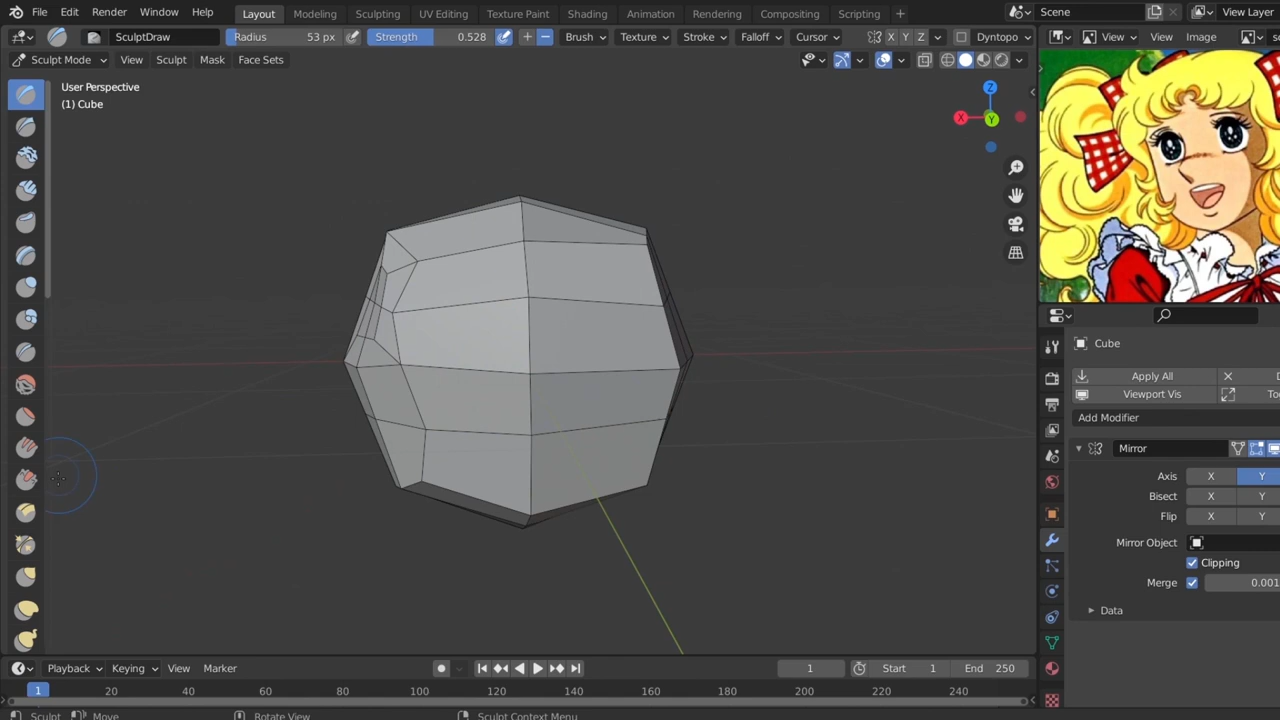 File Edit Render Window Help Layout Modeling Sculpting UV Editing Texture Paint Shading Animation Rendering Compositing Scripting + Scene View Layer
SculptDraw Radius 53 px Strength 0.528 Brush Texture Stroke Falloff Cursor X Y Z Dyntopo View View Image
Sculpt Mode View Sculpt Mask Face Sets
User Perspective
(1) Cube
Z
X
Y
Cube
Apply All
Viewport Vis
Add Modifier
Mirror
Axis X Y
Bisect X Y
Flip X Y
Mirror Object
Clipping
Merge 0.001
Data
Playback Keying View Marker 1 Start 1 End 250
1 20 40 60 80 100 120 140 160 180 200 220 240
Sculpt Move Rotate View Sculpt Context Menu